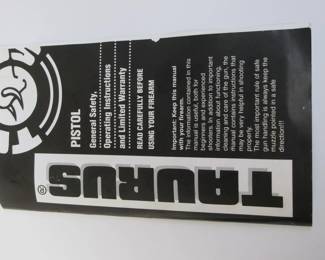 PISTOL
General Safety,
Operating Instructions
and Limited Warranty
READ CAREFULLY BEFORE
USING YOUR FIREARM
Important: Keep this manual
with your firearm.
The information contained in this
manual is useful, both for
beginners and experienced
shooters. In addition to important
information about functioning,
cleaning and care of the gun, the
manual contains instructions that
may be very helpful in shooting
properly.
The most important rule of safe
gun handling is always keep the
muzzle pointed in a safe
direction!!!
TAURUS
®